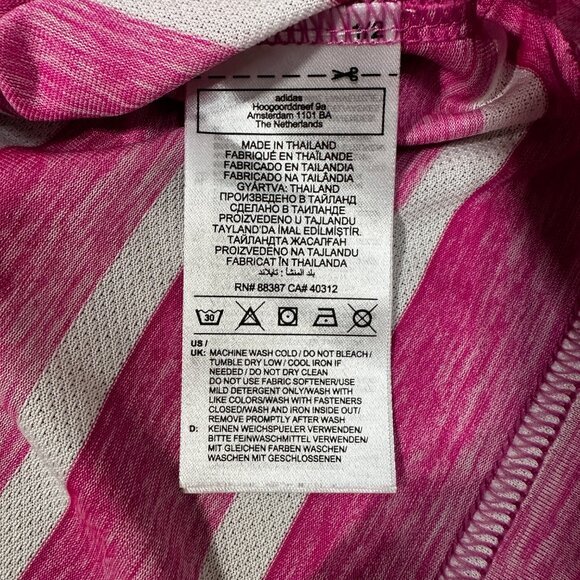 1/2
adidas
Hoogoorddreef 9a
Amsterdam 1101 BA
The Netherlands
MADE IN THAILAND
FABRIQUÉ EN THAÏLANDE
FABRICADO EN TAILANDIA
FABRICADO NA TAILÂNDIA
GYÁRTVA: THAILAND
ПРОИЗВЕДЕНО В ТАЙЛАНД
СДЕЛАНО В ТАИЛАНДЕ
PROIZVEDENO U TAJLANDU
TAYLAND'DA İMAL EDİLMİŞTİR.
ТАЙЛАНДТА ЖАСАЛҒАН
PROIZVEDENO NA TAJLANDU
FABRICAT ÎN THAILANDA
بلد المنشأ : تايلاند
RN# 88387 CA# 40312
30
US /
UK: MACHINE WASH COLD / DO NOT BLEACH /
TUMBLE DRY LOW / COOL IRON IF
NEEDED / DO NOT DRY CLEAN
DO NOT USE FABRIC SOFTENER/USE
MILD DETERGENT ONLY/WASH WITH
LIKE COLORS/WASH WITH FASTENERS
CLOSED/WASH AND IRON INSIDE OUT/
REMOVE PROMPTLY AFTER WASH
D: KEINEN WEICHSPUELER VERWENDEN/
BITTE FEINWASCHMITTEL VERWENDEN/
MIT GLEICHEN FARBEN WASCHEN/
WASCHEN MIT GESCHLOSSENEN